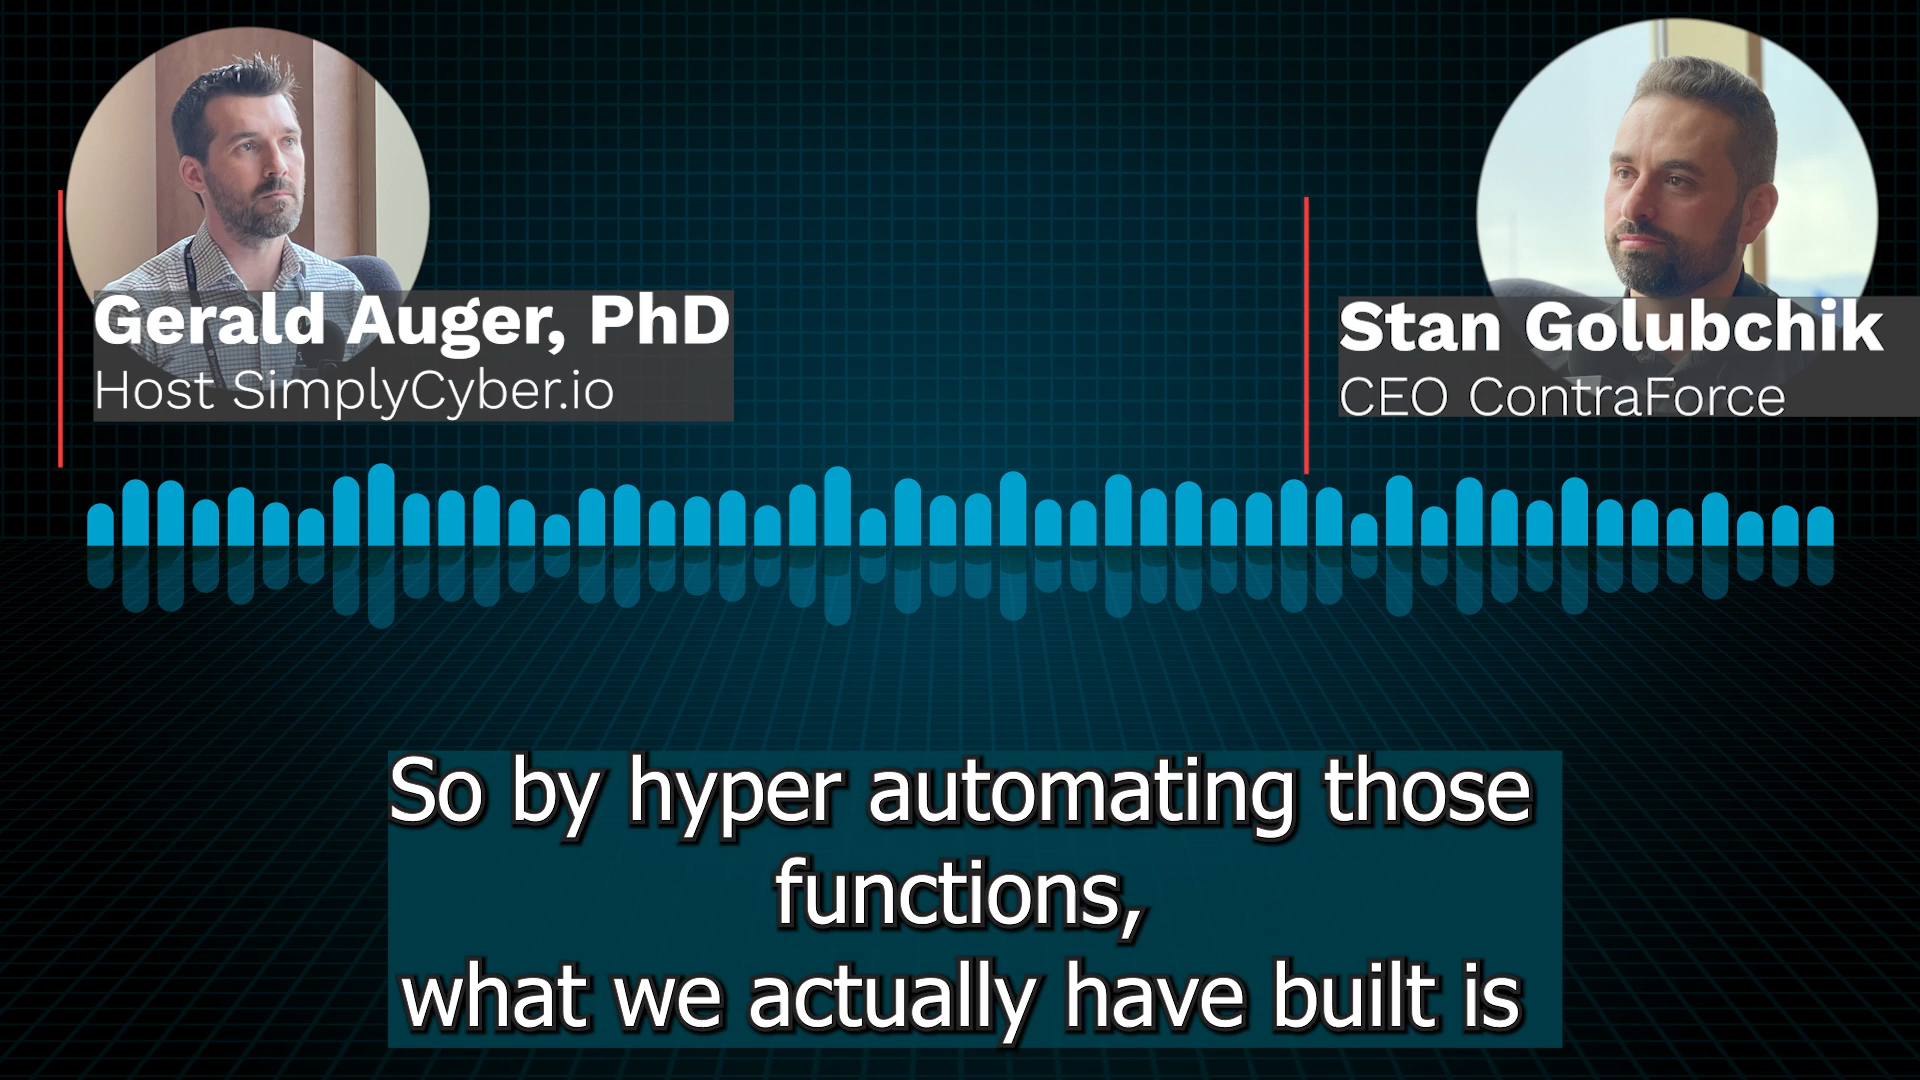 Gerald Auger, PhD
Host SimplyCyber.io
Stan Golubchik
CEO ContraForce
So by hyper automating those
functions,
what we actually have built is